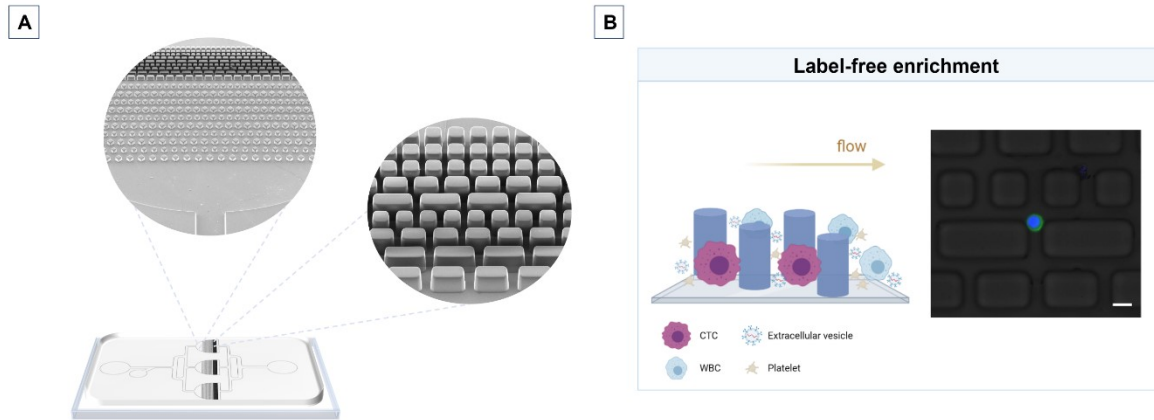 A
B
Label-free enrichment
flow
CTC
Extracellular vesicle
WBC
Platelet